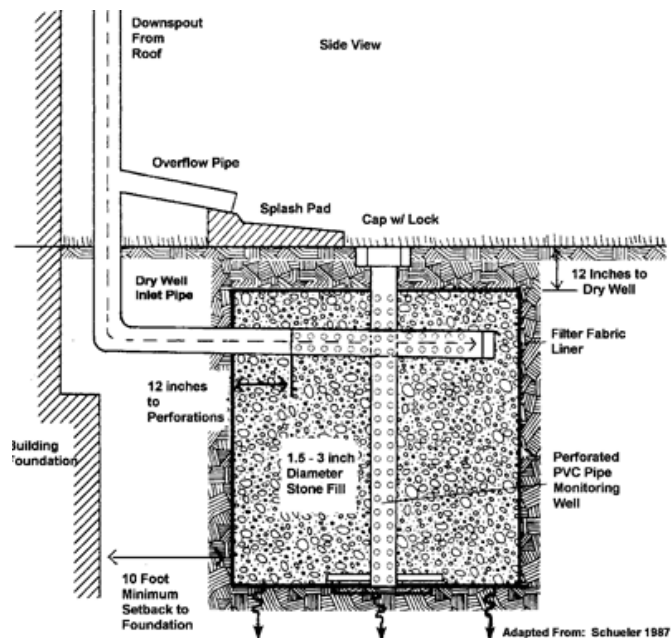 Downspout
From
Roof
Side View
Overflow Pipe
Splash Pad
Cap w/ Lock
Dry Well
Inlet Pipe
12 Inches to
Dry Well
Filter Fabric
Liner
12 inches
to
Perforations
Building
Foundation
1.5 - 3 inch
Diameter
Stone Fill
Perforated
PVC Pipe
Monitoring
Well
10 Foot
Minimum
Setback to
Foundation
Adapted From: Schueler 1987